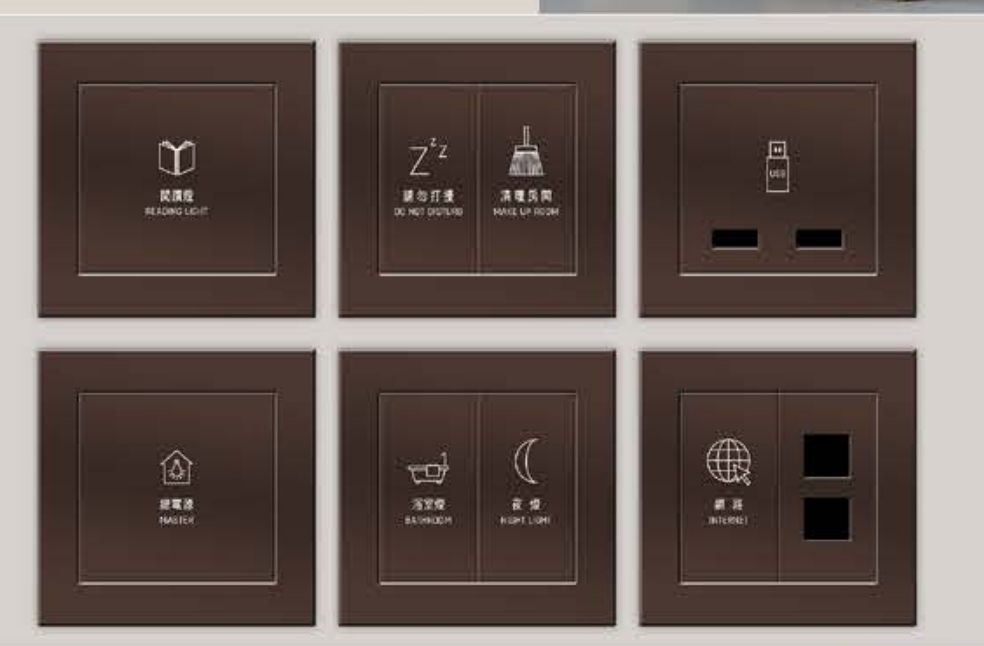 閱讀燈
READING LIGHT
Z z Z
請勿打擾
DO NOT DISTURB
清理房間
MAKE UP ROOM
USB
總電源
MASTER
浴室燈
BATHROOM
夜燈
NIGHT LIGHT
網路
INTERNET